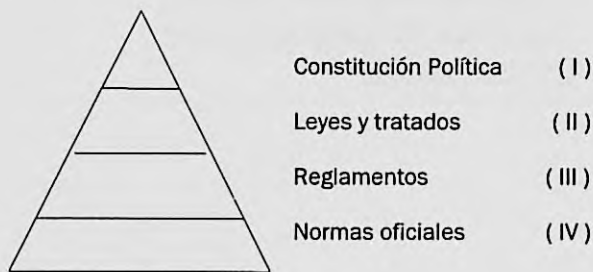 Constitución Política ( I )
Leyes y tratados ( II )
Reglamentos ( III )
Normas oficiales ( IV )